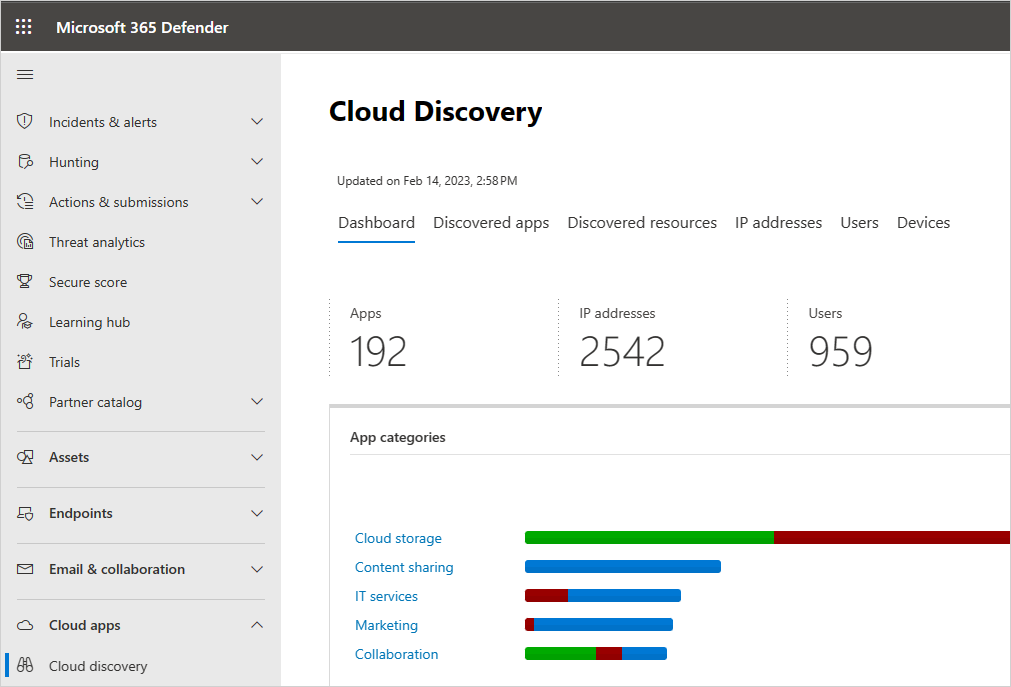 Microsoft 365 Defender
Incidents & alerts
Hunting
Actions & submissions
Threat analytics
Secure score
Learning hub
Trials
Partner catalog
Assets
Endpoints
Email & collaboration
Cloud apps
Cloud discovery
Cloud Discovery
Updated on Feb 14, 2023, 2:58 PM
Dashboard Discovered apps Discovered resources IP addresses Users Devices
Apps IP addresses Users
192 2542 959
App categories
Cloud storage
Content sharing
IT services
Marketing
Collaboration